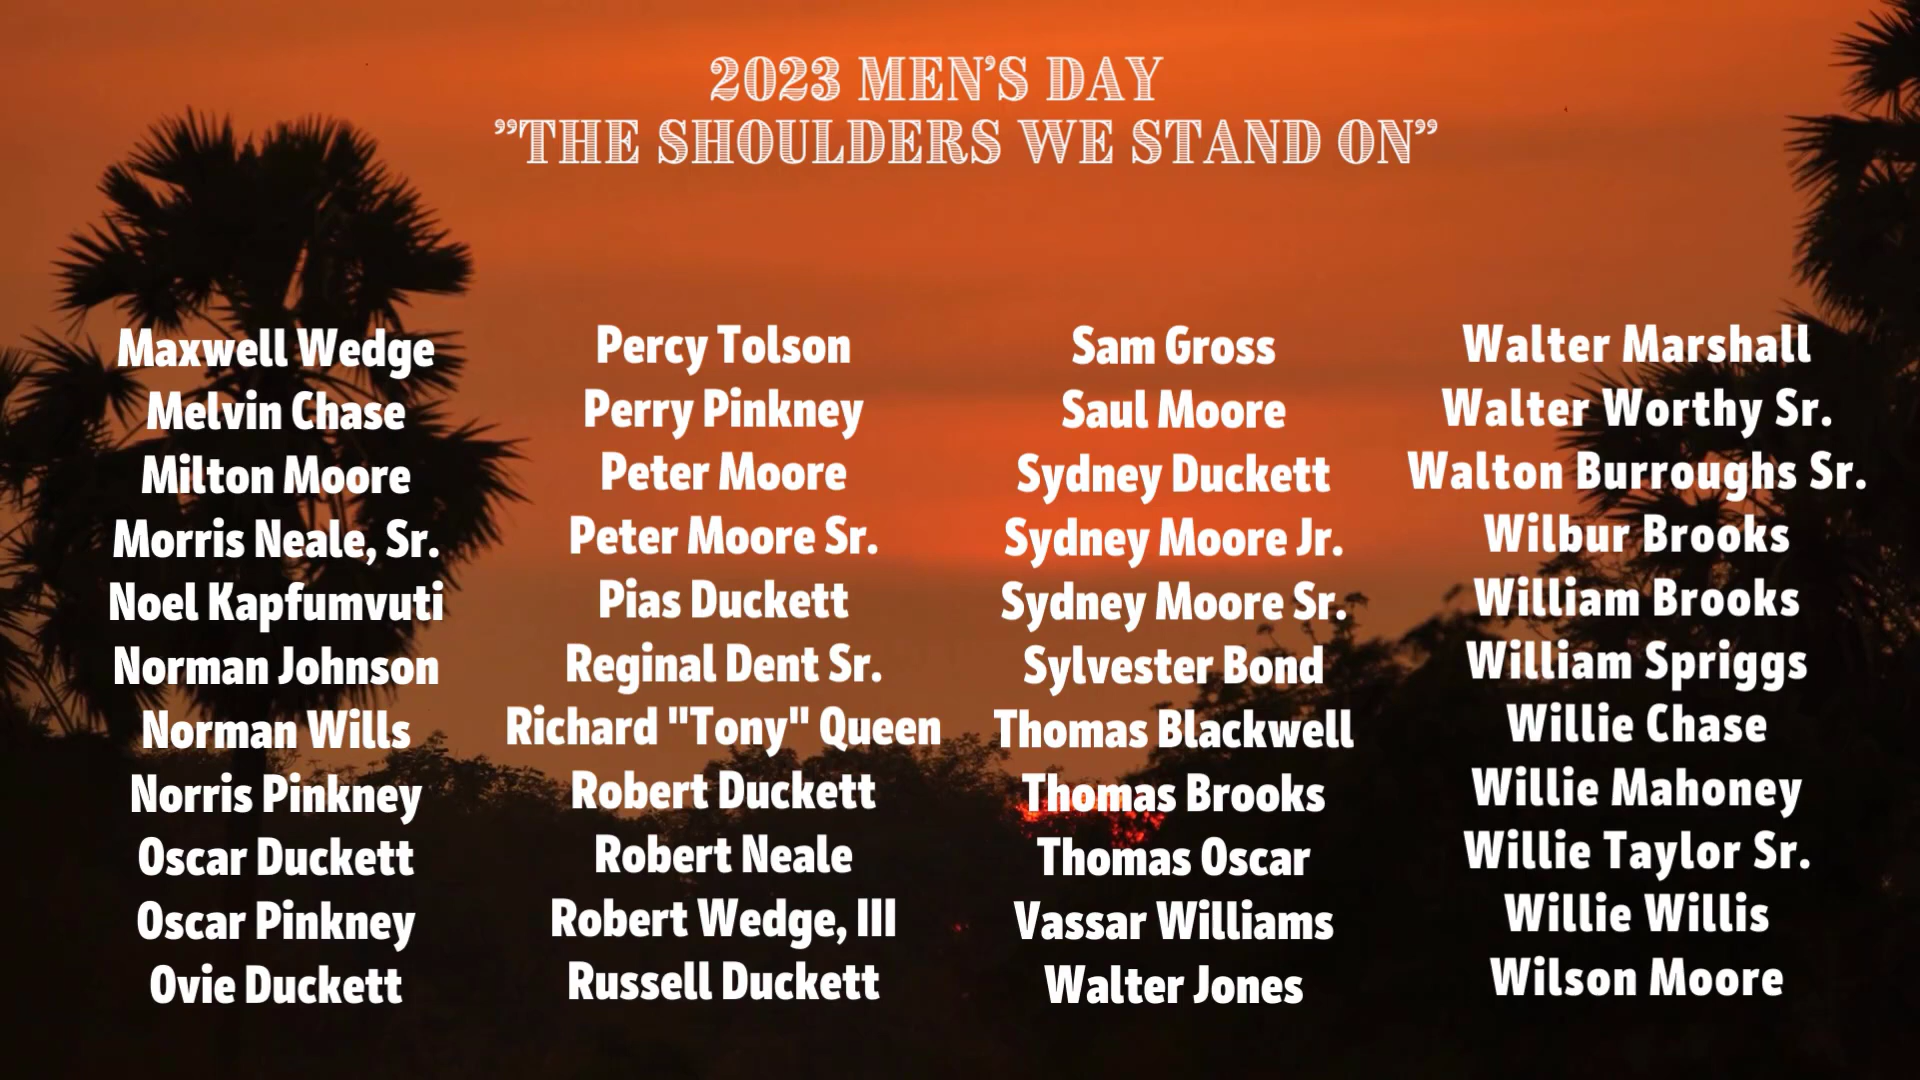 2023 MEN'S DAY
"THE SHOULDERS WE STAND ON"
Maxwell Wedge
Melvin Chase
Milton Moore
Morris Neale, Sr.
Noel Kapfumvuti
Norman Johnson
Norman Wills
Norris Pinkney
Oscar Duckett
Oscar Pinkney
Ovie Duckett
Percy Tolson
Perry Pinkney
Peter Moore
Peter Moore Sr.
Pias Duckett
Reginal Dent Sr.
Richard "Tony" Queen
Robert Duckett
Robert Neale
Robert Wedge, III
Russell Duckett
Sam Gross
Saul Moore
Sydney Duckett
Sydney Moore Jr.
Sydney Moore Sr.
Sylvester Bond
Thomas Blackwell
Thomas Brooks
Thomas Oscar
Vassar Williams
Walter Jones
Walter Marshall
Walter Worthy Sr.
Walton Burroughs Sr.
Wilbur Brooks
William Brooks
William Spriggs
Willie Chase
Willie Mahoney
Willie Taylor Sr.
Willie Willis
Wilson Moore